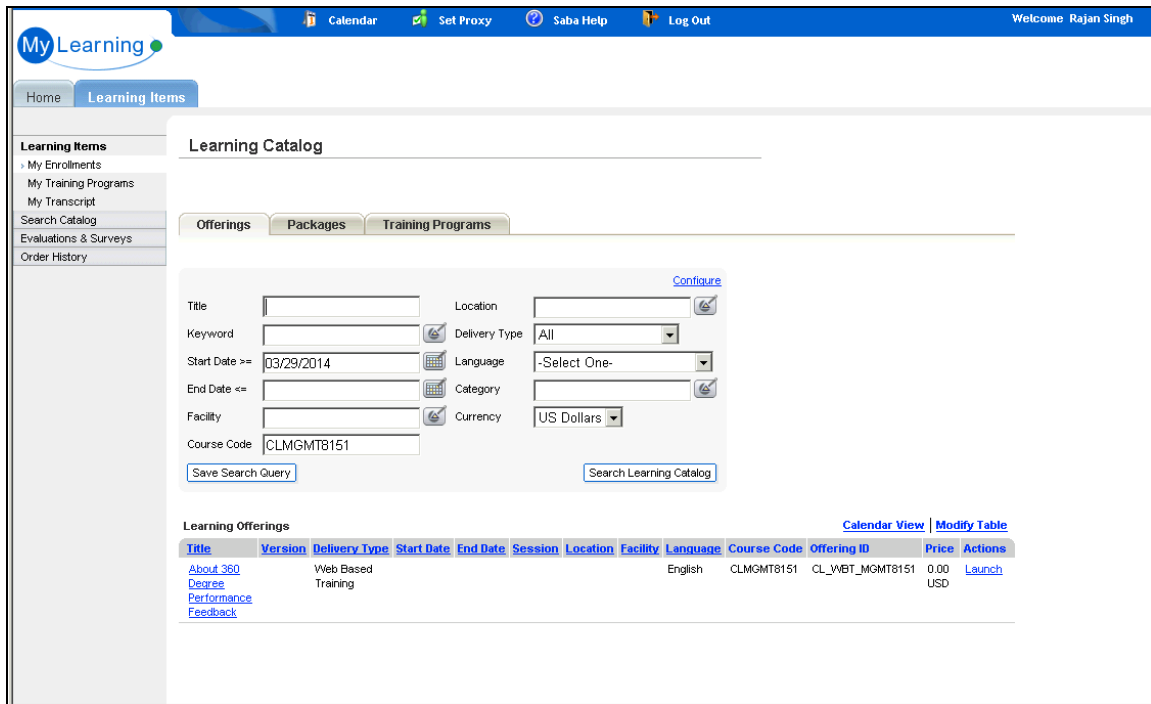 Calendar Set Proxy Saba Help Log Out Welcome Rajan Singh
MyLearning
Home Learning Items
Learning Items
My Enrollments
My Training Programs
My Transcript
Search Catalog
Evaluations & Surveys
Order History
Learning Catalog
Offerings Packages Training Programs
Configure
Title Location
Keyword Delivery Type All
Start Date >= 03/29/2014 Language -Select One-
End Date <= Category
Facility Currency US Dollars
Course Code CLMGMT8151
Save Search Query Search Learning Catalog
Learning Offerings Calendar View | Modify Table
Title Version Delivery Type Start Date End Date Session Location Facility Language Course Code Offering ID Price Actions
About 360 Web Based English CLMGMT8151 CL_WBT_MGMT8151 0.00 Launch
Degree Training USD
Performance
Feedback